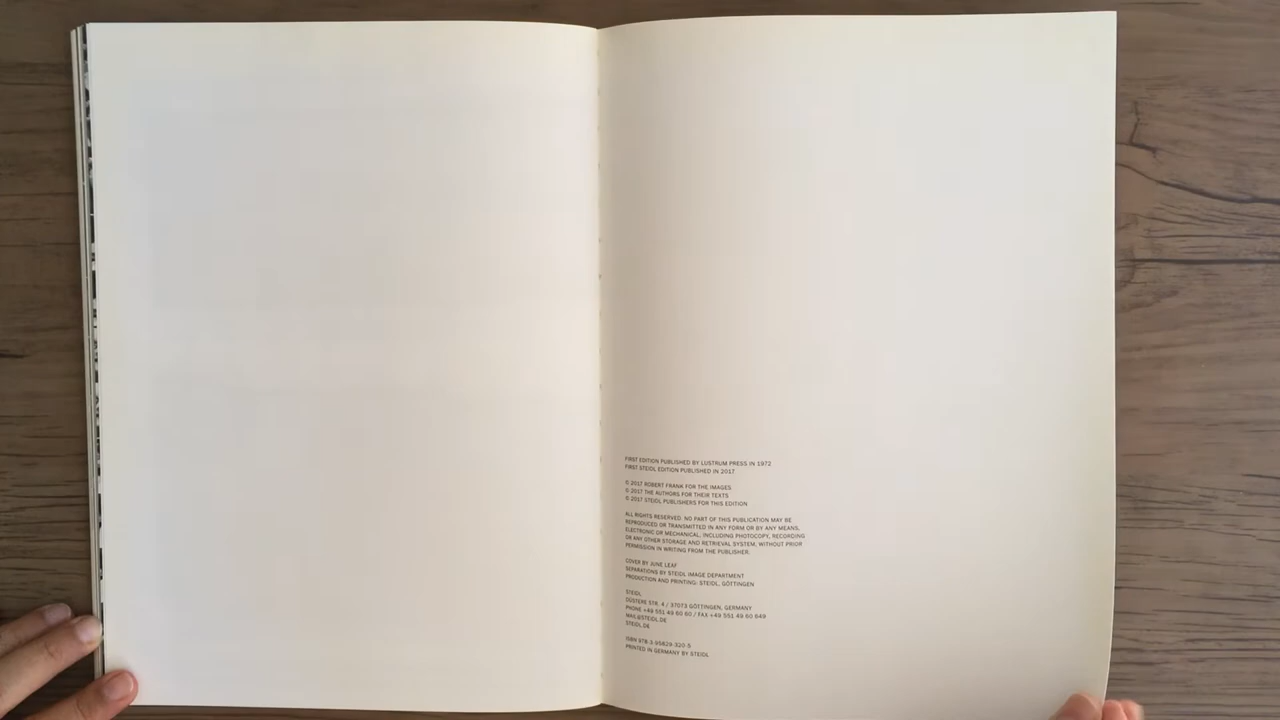 FIRST EDITION PUBLISHED BY LUSTRUM PRESS IN 1972
FIRST STEIDL EDITION PUBLISHED IN 2017
© 2017 ROBERT FRANK FOR THE IMAGES
© 2017 THE AUTHORS FOR THEIR TEXTS
© 2017 STEIDL PUBLISHERS FOR THIS EDITION
ALL RIGHTS RESERVED. NO PART OF THIS PUBLICATION MAY BE
REPRODUCED OR TRANSMITTED IN ANY FORM OR BY ANY MEANS,
ELECTRONIC OR MECHANICAL, INCLUDING PHOTOCOPY, RECORDING
OR ANY OTHER STORAGE AND RETRIEVAL SYSTEM, WITHOUT PRIOR
PERMISSION IN WRITING FROM THE PUBLISHER.
COVER BY JUNE LEAF
SEPARATIONS BY STEIDL IMAGE DEPARTMENT
PRODUCTION AND PRINTING: STEIDL, GÖTTINGEN
STEIDL
DÜSTERE STR. 4 / 37073 GÖTTINGEN, GERMANY
PHONE +49 551 49 60 60 / FAX +49 551 49 60 649
MAIL@STEIDL.DE
STEIDL.DE
ISBN 978-3-95829-320-5
PRINTED IN GERMANY BY STEIDL